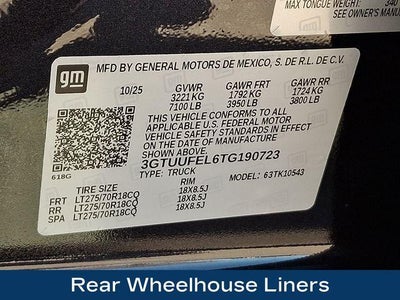 MAX TONGUE WEIGHT: 340
SEE OWNER'S MANUAL
gm
MFD BY GENERAL MOTORS DE MEXICO, S. DE R.L. DE C.V.
10/25 GVWR GAWR FRT GAWR RR
3221 KG 1792 KG 1724 KG
7100 LB 3950 LB 3800 LB
THIS VEHICLE CONFORMS TO ALL
APPLICABLE U.S. FEDERAL MOTOR
VEHICLE SAFETY STANDARDS IN
EFFECT ON THE DATE OF
MANUFACTURE SHOWN ABOVE.
618G
3GTUUFEL6TG190723
TYPE: TRUCK MODEL: 63TK10543
TIRE SIZE RIM
FRT LT275/70R18CQ 18X8.5J
RR LT275/70R18CQ 18X8.5J
SP LT275/70R18CQ 18X8.5J
Rear Wheelhouse Liners